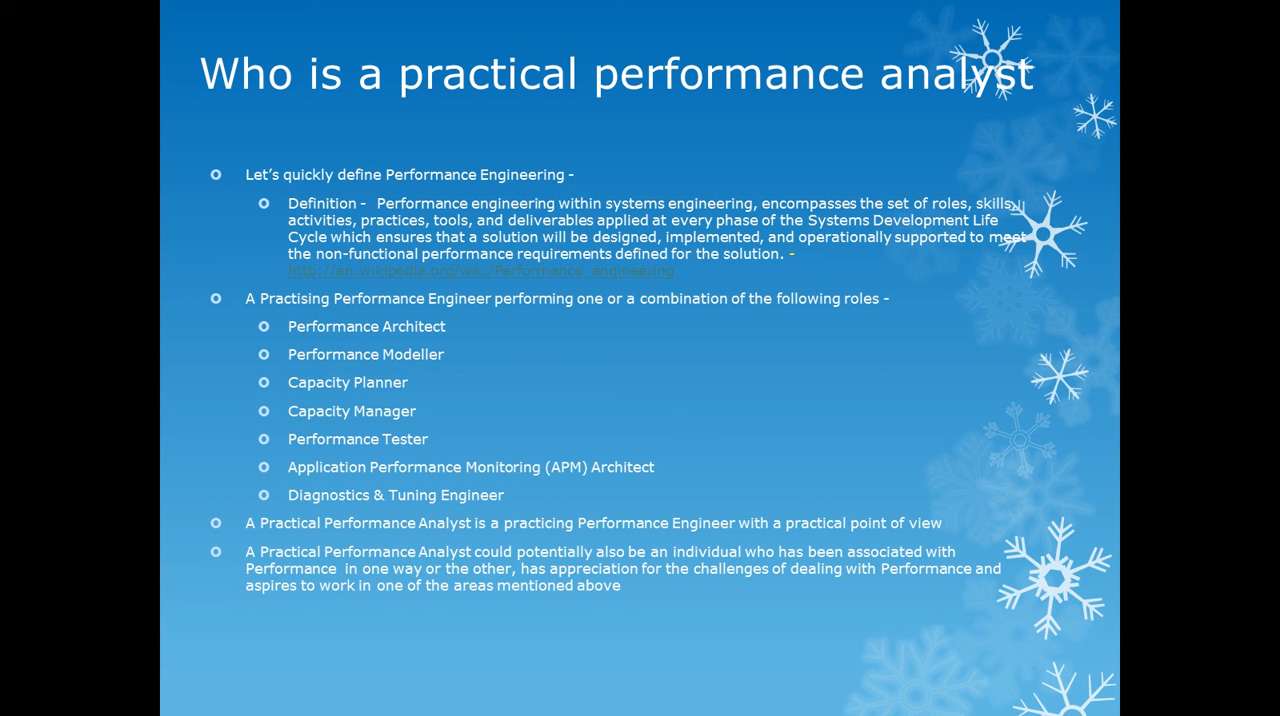 Who is a practical performance analyst
Let's quickly define Performance Engineering -
Definition - Performance engineering within systems engineering, encompasses the set of roles, skills,
activities, practices, tools, and deliverables applied at every phase of the Systems Development Life
Cycle which ensures that a solution will be designed, implemented, and operationally supported to meet
the non-functional performance requirements defined for the solution. -
http://en.wikipedia.org/wiki/Performance_engineering
A Practising Performance Engineer performing one or a combination of the following roles -
Performance Architect
Performance Modeller
Capacity Planner
Capacity Manager
Performance Tester
Application Performance Monitoring (APM) Architect
Diagnostics & Tuning Engineer
A Practical Performance Analyst is a practicing Performance Engineer with a practical point of view
A Practical Performance Analyst could potentially also be an individual who has been associated with
Performance in one way or the other, has appreciation for the challenges of dealing with Performance and
aspires to work in one of the areas mentioned above